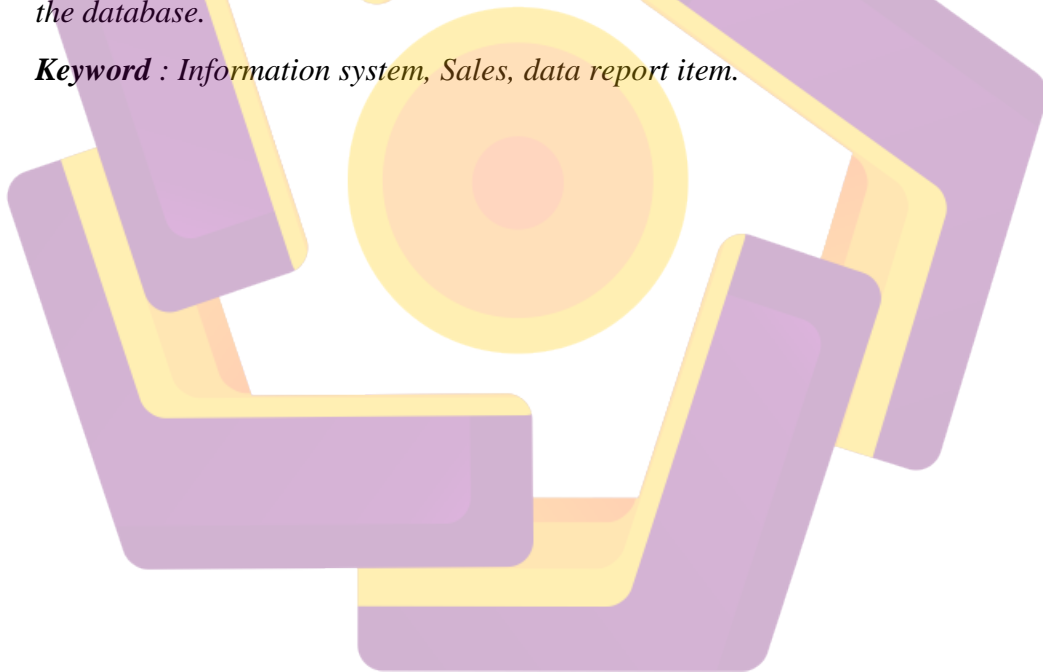 the database.
Keyword : Information system, Sales, data report item.